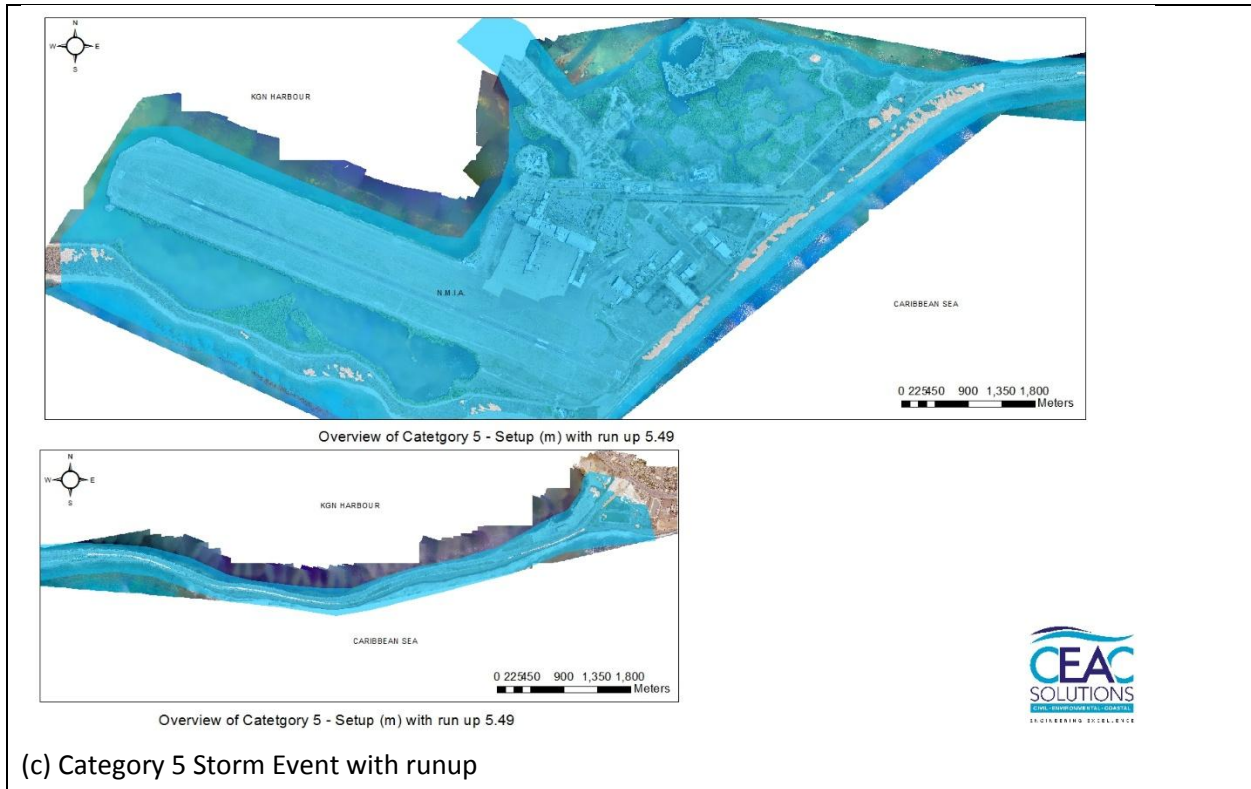 N
W E
S
KGN HARBOUR
N.M.I.A.
CARIBBEAN SEA
0 225450 900 1,350 1,800
Meters
Overview of Catetgory 5 - Setup (m) with run up 5.49
N
W E
S
KGN HARBOUR
CARIBBEAN SEA
0 225450 900 1,350 1,800
Meters
Overview of Catetgory 5 - Setup (m) with run up 5.49
CEAC
SOLUTIONS
CIVIL · ENVIRONMENTAL · COASTAL
ENGINEERING EXCELLENCE
(c) Category 5 Storm Event with runup